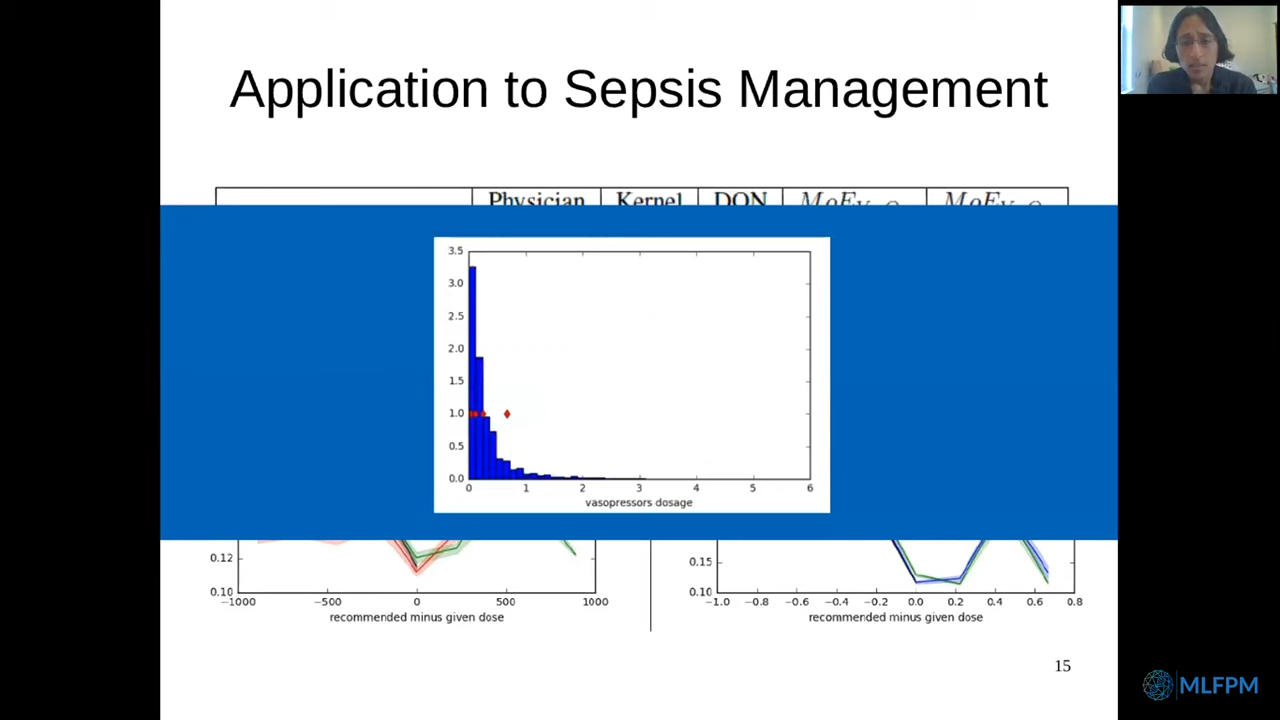 Application to Sepsis Management
Physician Kernel DQN MoE MoE
3.5
3.0
2.5
2.0
1.5
1.0
0.5
0.0
0 1 2 3 4 5 6
vasopressors dosage
0.12
0.10
−1000 −500 0 500 1000
recommended minus given dose
0.15
0.10
−1.0 −0.8 −0.6 −0.4 −0.2 0.0 0.2 0.4 0.6 0.8
recommended minus given dose
15
MLFPM